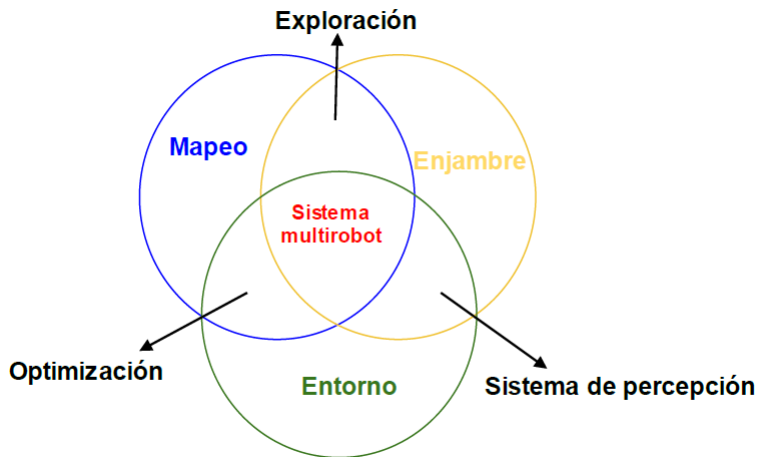 Exploración
Mapeo
Enjambre
Sistema
multirobot
Optimización
Entorno
Sistema de percepción